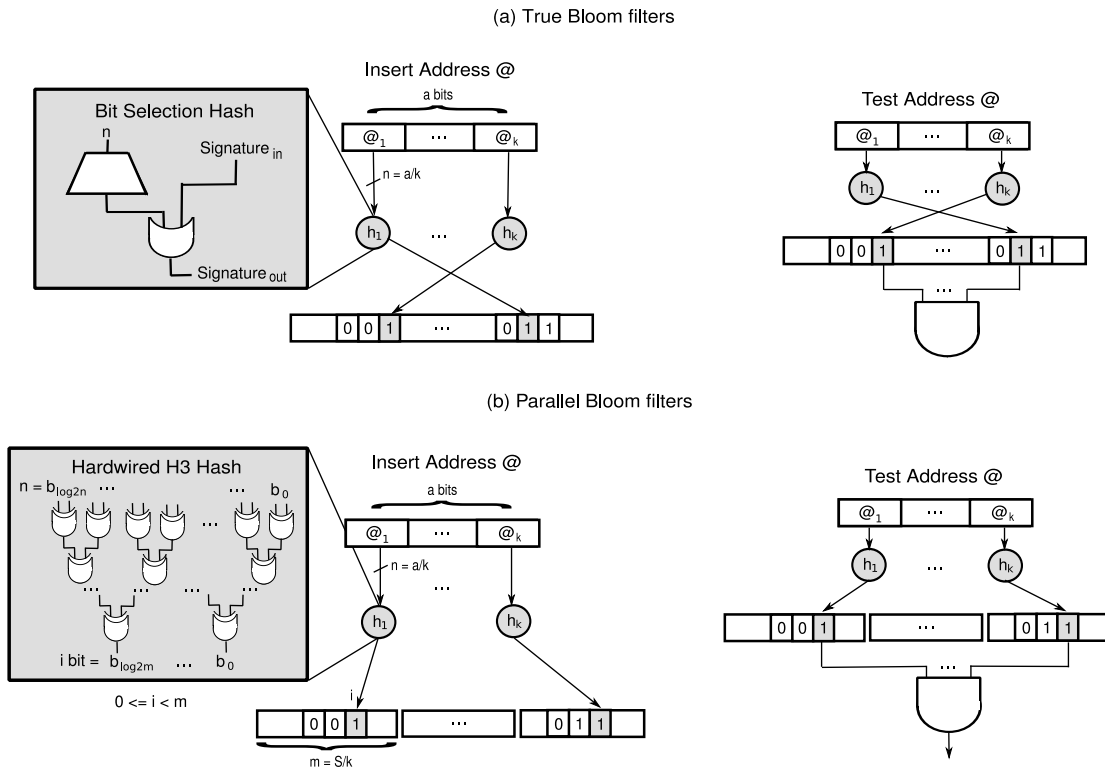 (a) True Bloom filters
Insert Address @
a bits
@1 ... @k
n = a/k
h1 ... hk
0 0 1 ... 0 1 1
Bit Selection Hash
n
Signature in
Signature out
Test Address @
@1 ... @k
h1 ... hk
0 0 1 ... 0 1 1
...
(b) Parallel Bloom filters
Insert Address @
a bits
@1 ... @k
n = a/k
...
h1 hk
i
0 0 1 ... 0 1 1
m = S/k
Hardwired H3 Hash
n = blog2n ... ... b0
...
... ... ... ...
i bit = blog2m ... b0
0 <= i < m
Test Address @
@1 ... @k
h1 ... hk
0 0 1 ... 0 1 1
...